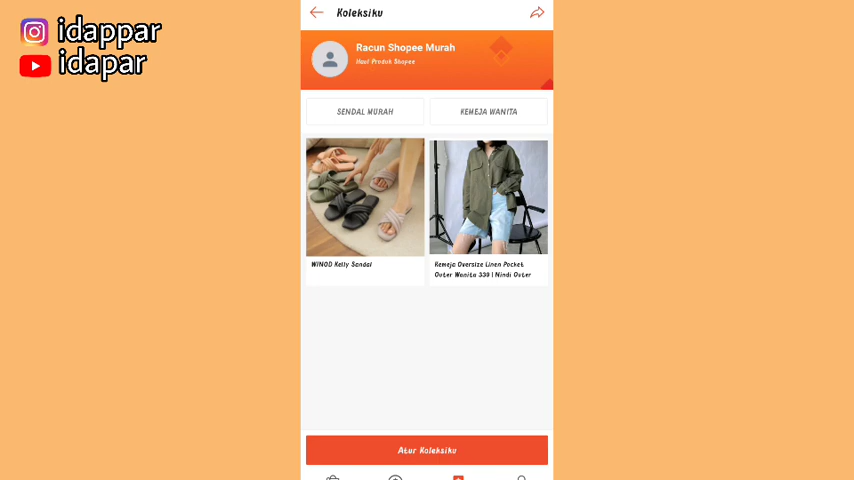 idappar
idapar
Koleksiku
Racun Shopee Murah
Haul Produk Shopee
SENDAL MURAH
KEMEJA WANITA
WINOD Kelly Sandal
Kemeja Oversize Linen Pocket
Outer Wanita 339 | Nindi Outer
Atur Koleksiku